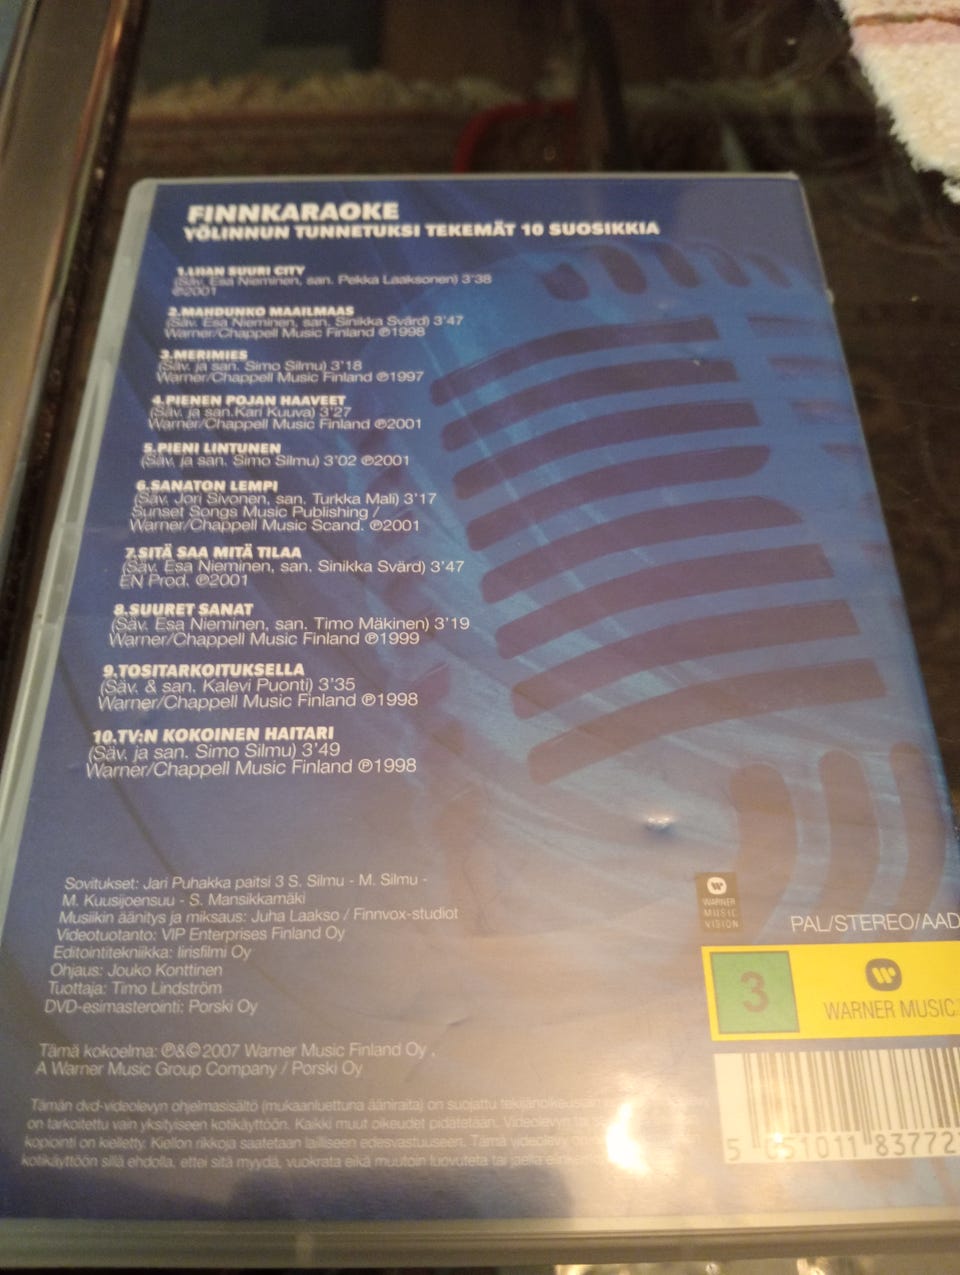 FINNKARAOKE
YÖLINNUN TUNNETUKSI TEKEMÄT 10 SUOSIKKIA
1.LIIAN SUURI CITY
(Säv. Esa Nieminen, san. Pekka Laaksonen) 3'38
℗2001
2.MAHDUNKO MAAILMAAS
(Säv. Esa Nieminen, san. Sinikka Svärd) 3'47
Warner/Chappell Music Finland ℗1998
3.MERIMIES
(Säv. ja san. Simo Silmu) 3'18
Warner/Chappell Music Finland ℗1997
4.PIENEN POJAN HAAVEET
(Säv. ja san.Kari Kuuva) 3'27
Warner/Chappell Music Finland ℗2001
5.PIENI LINTUNEN
(Säv. ja san. Simo Silmu) 3'02 ℗2001
6.SANATON LEMPI
(Säv. Jori Sivonen, san. Turkka Mali) 3'17
Sunset Songs Music Publishing /
Warner/Chappell Music Scand. ℗2001
7.SITÄ SAA MITÄ TILAA
(Säv. Esa Nieminen, san. Sinikka Svärd) 3'47
EN Prod. ℗2001
8.SUURET SANAT
(Säv. Esa Nieminen, san. Timo Mäkinen) 3'19
Warner/Chappell Music Finland ℗1999
9.TOSITARKOITUKSELLA
(Säv. & san. Kalevi Puonti) 3'35
Warner/Chappell Music Finland ℗1998
10.TV:N KOKOINEN HAITARI
(Säv. ja san. Simo Silmu) 3'49
Warner/Chappell Music Finland ℗1998
Sovitukset: Jari Puhakka paitsi 3 S. Silmu - M. Silmu -
M. Kuusijoensuu - S. Mansikkamäki
Musiikin äänitys ja miksaus: Juha Laakso / Finnvox-studiot
Videotuotanto: VIP Enterprises Finland Oy
Editointitekniikka: Iirisfilmi Oy
Ohjaus: Jouko Konttinen
Tuottaja: Timo Lindström
DVD-esimasterointi: Porski Oy
Tämä kokoelma: ℗&© 2007 Warner Music Finland Oy .
A Warner Music Group Company / Porski Oy
Tämän dvd-videolevyn ohjelmasisältö (mukaanluettuna ääniraita) on suojattu
on tarkoitettu vain yksityiseen kotikäyttöön. Kaikki muut oikeudet pidätetään. Videolevyn
kopiointi on kielletty. Kiellon rikkoja saatetaan lailliseen edesvastuuseen. Tämä videolevy
kotikäyttöön sillä ehdolla, ettei sitä myydä, vuokrata eikä muutoin luovuteta tai
WARNER
MUSIC
VISION
PAL/STEREO/AAD
3
WARNER MUSIC
5 051011 83772